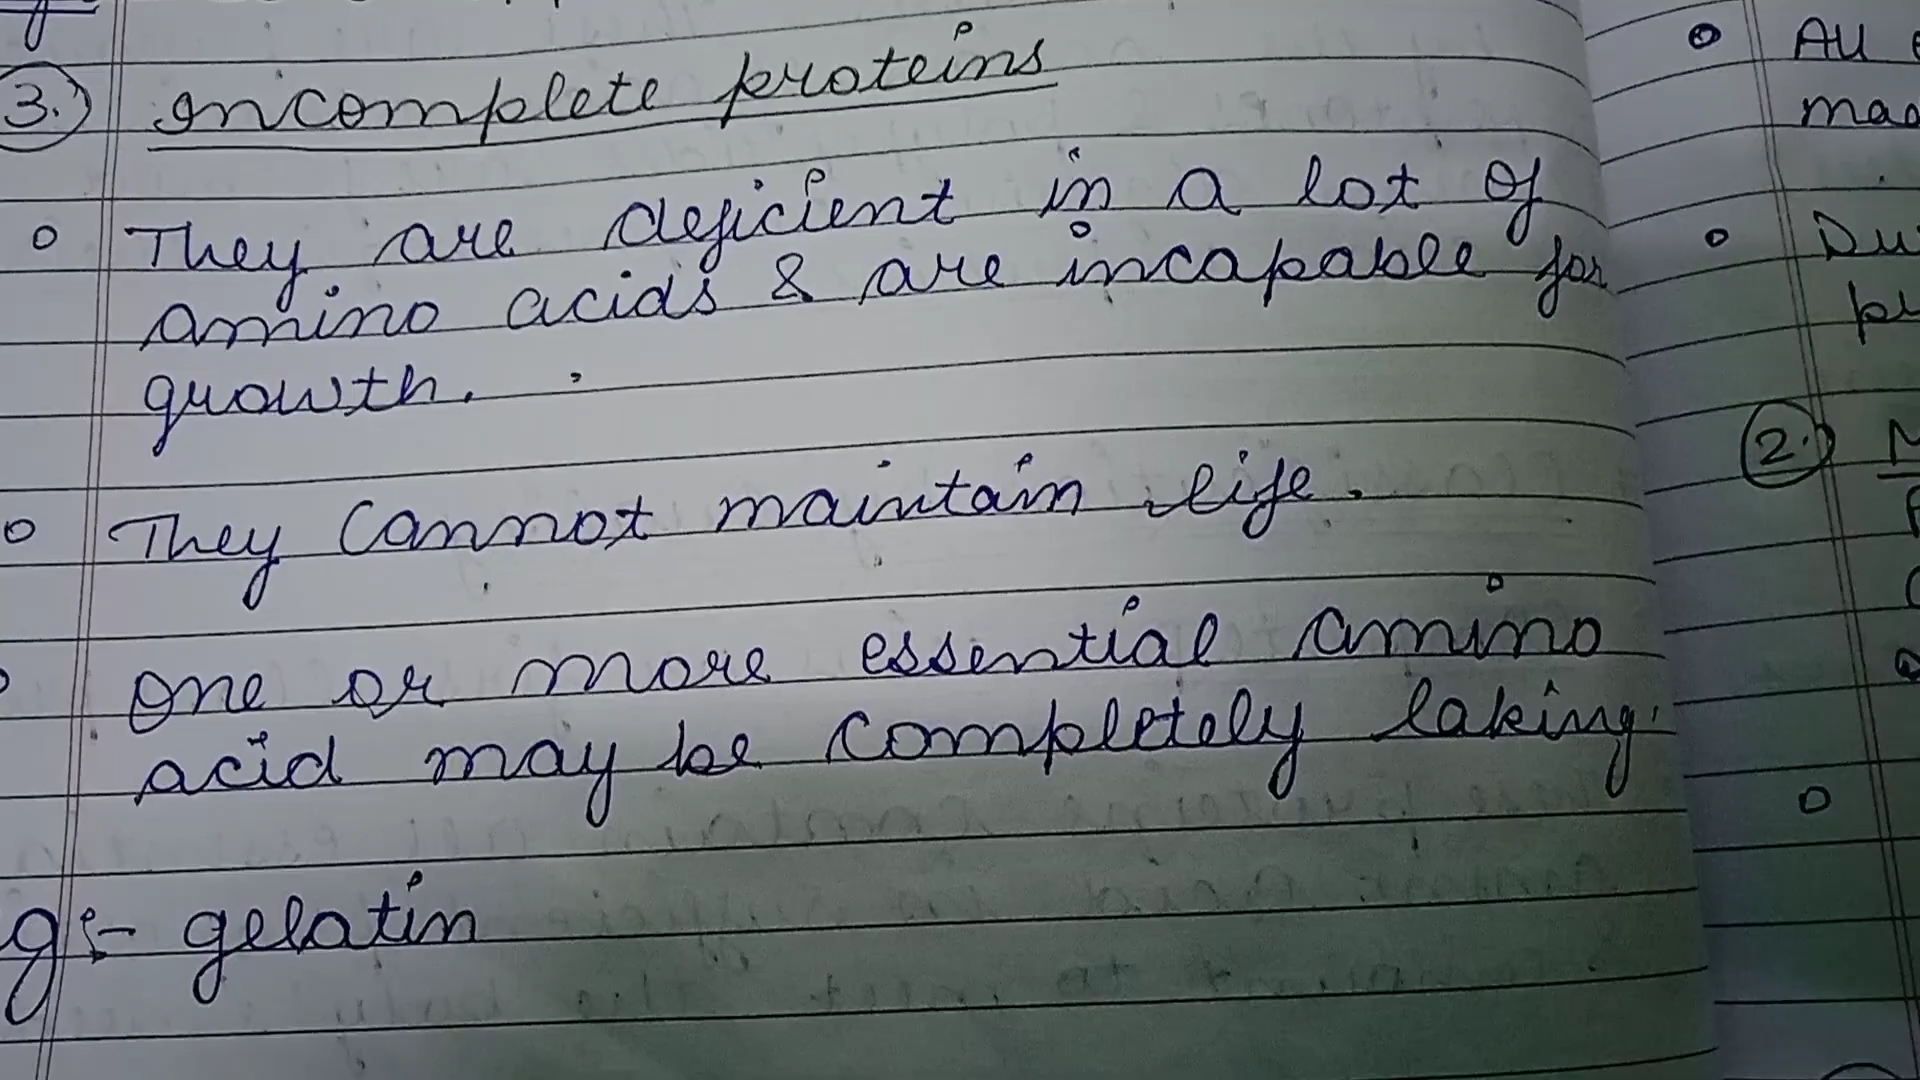 3.) Incomplete proteins
They are deficient in a lot of
amino acids & are incapable for
growth.
They cannot maintain life.
One or more essential amino
acid may be completely laking.
g:- gelatin
All
2.)